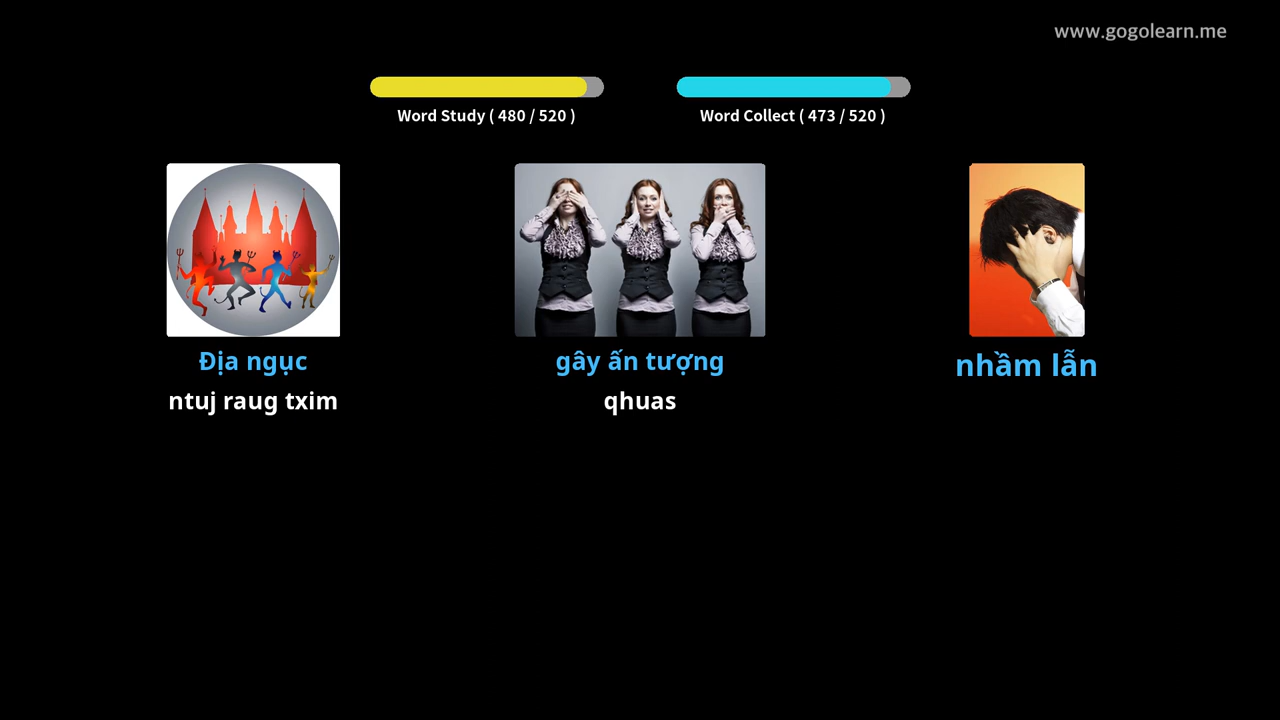 www.gogolearn.me
Word Study ( 480 / 520 )
Word Collect ( 473 / 520 )
Địa ngục
ntuj raug txim
gây ấn tượng
qhuas
nhầm lẫn